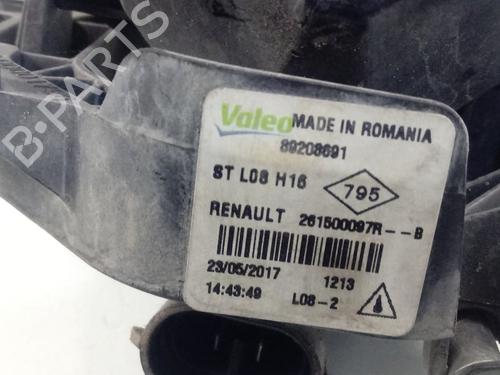 Valeo MADE IN ROMANIA
89208691
ST L08 H16
795
RENAULT 261500097R--B
23/05/2017 1213
14:43:49 L08-2